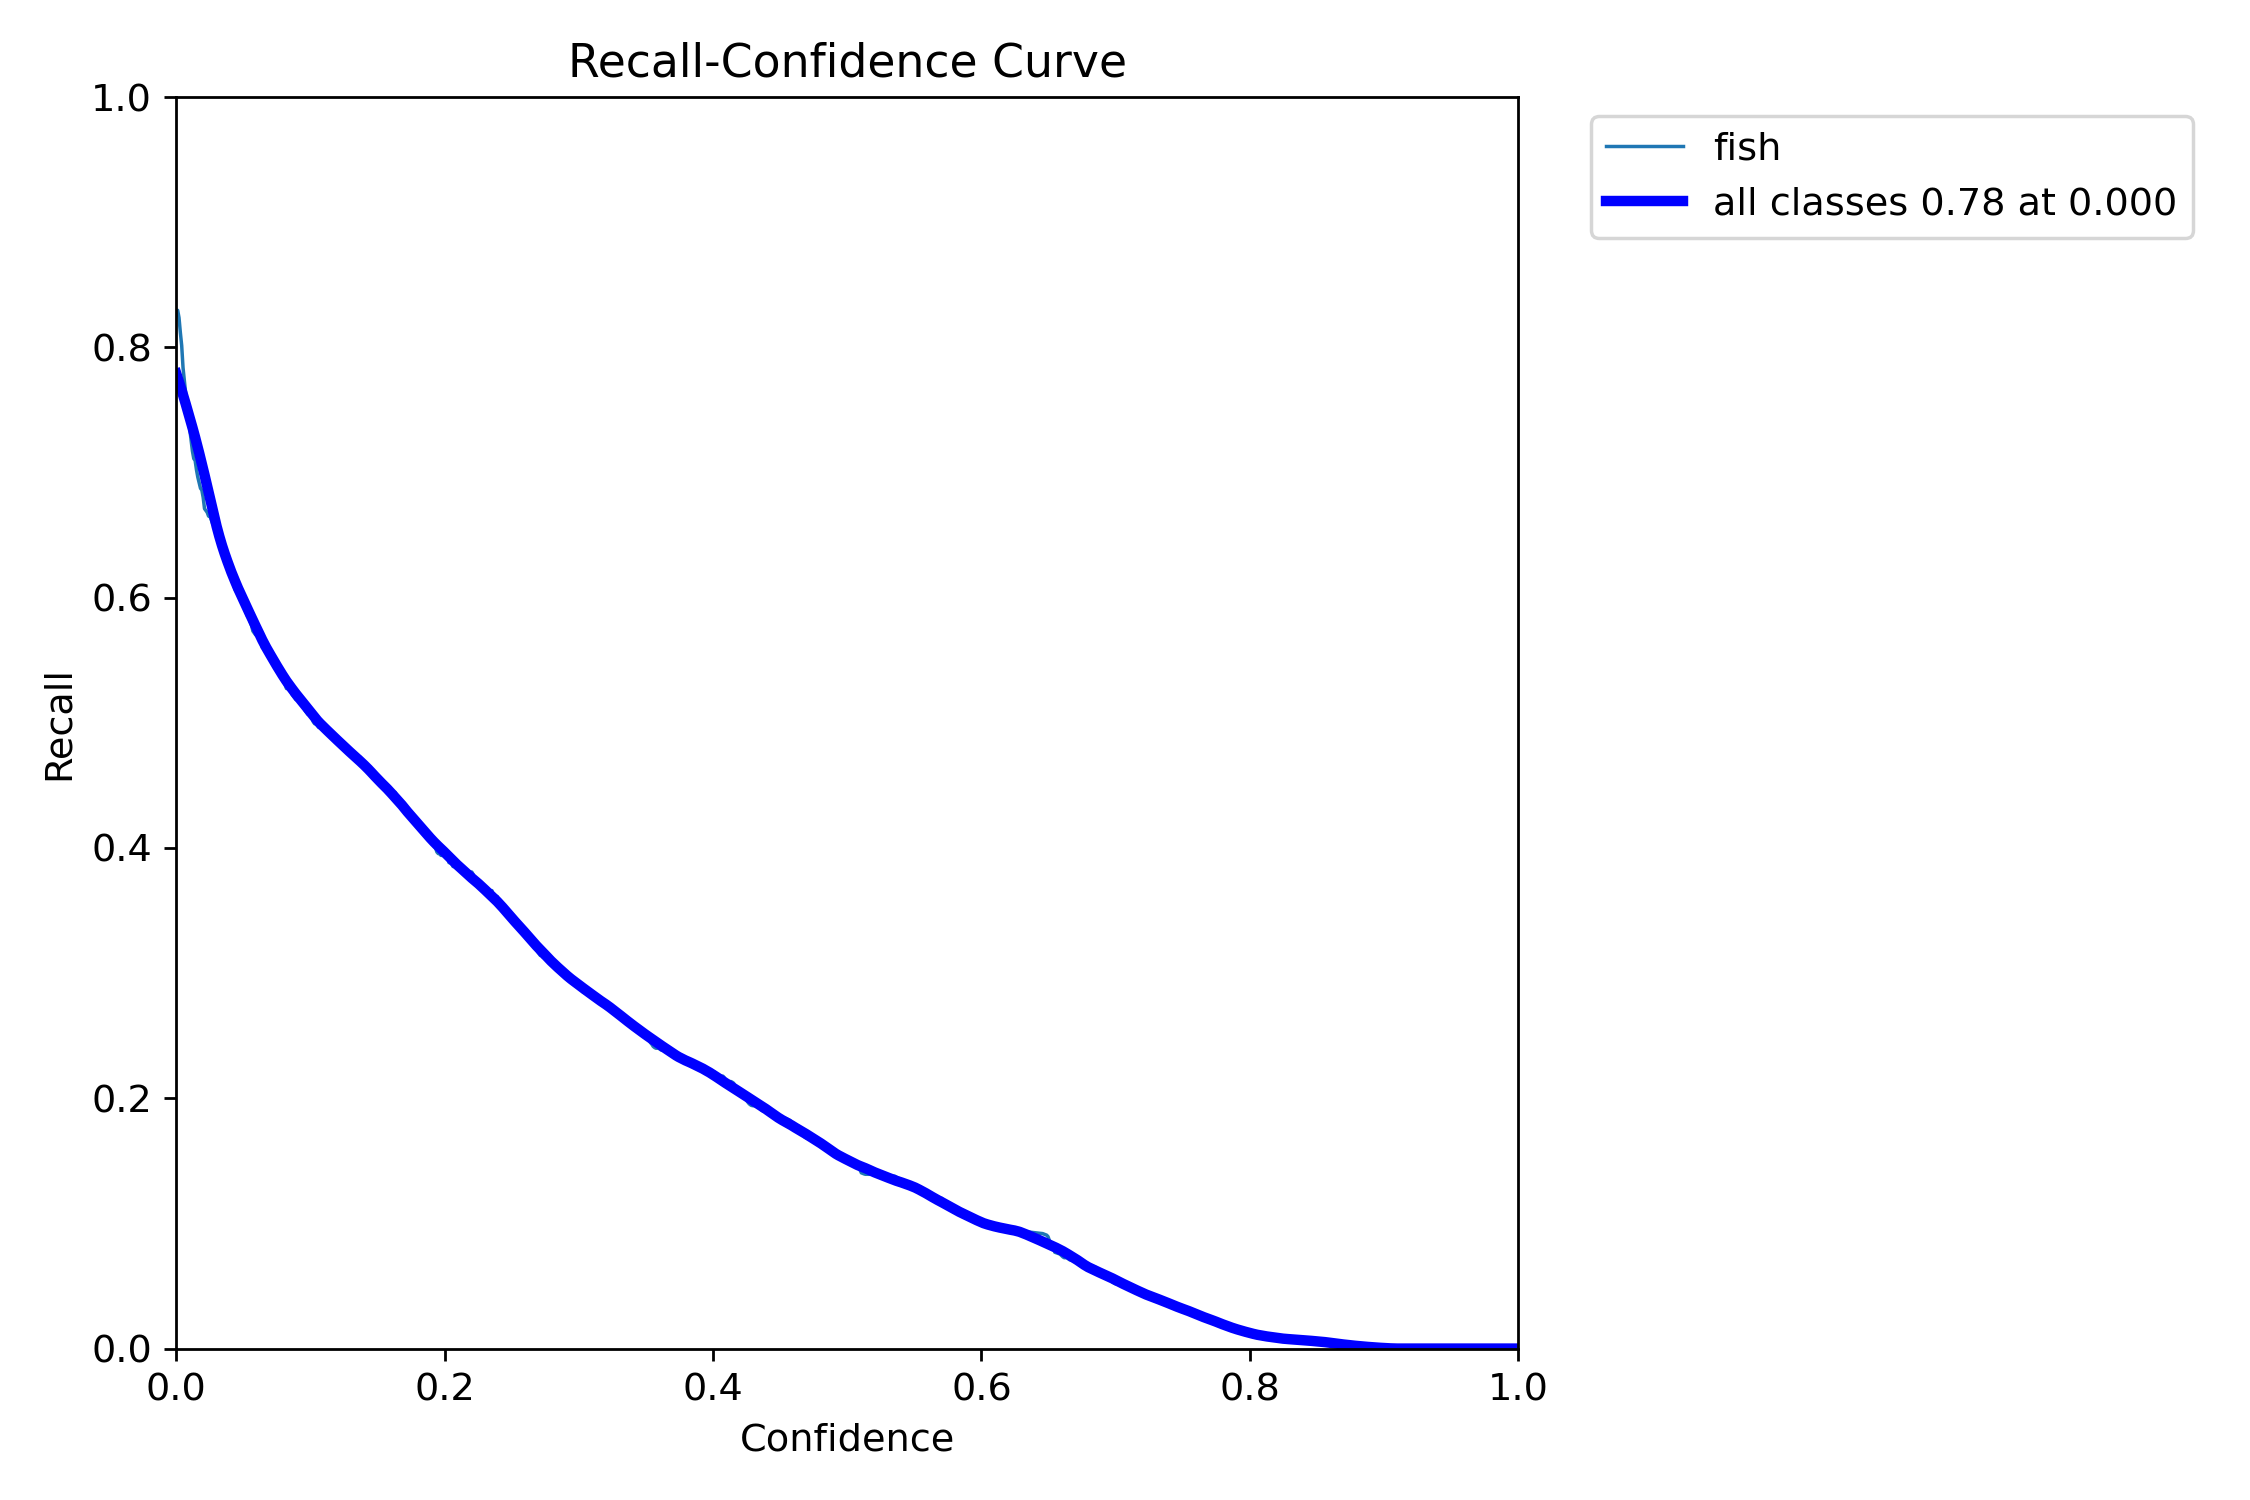 Recall-Confidence Curve
fish
all classes 0.78 at 0.000
1.0
0.8
0.6
0.4
0.2
0.0
Recall
0.0 0.2 0.4 0.6 0.8 1.0
Confidence